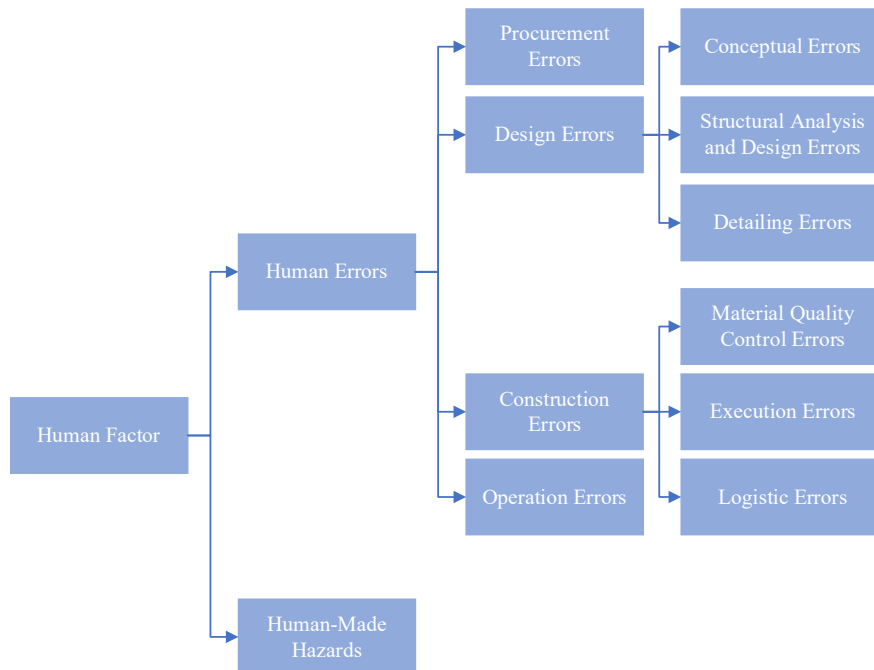 Procurement
Errors
Conceptual Errors
Design Errors
Structural Analysis
and Design Errors
Detailing Errors
Human Errors
Material Quality
Control Errors
Construction
Errors
Execution Errors
Human Factor
Operation Errors
Logistic Errors
Human-Made
Hazards